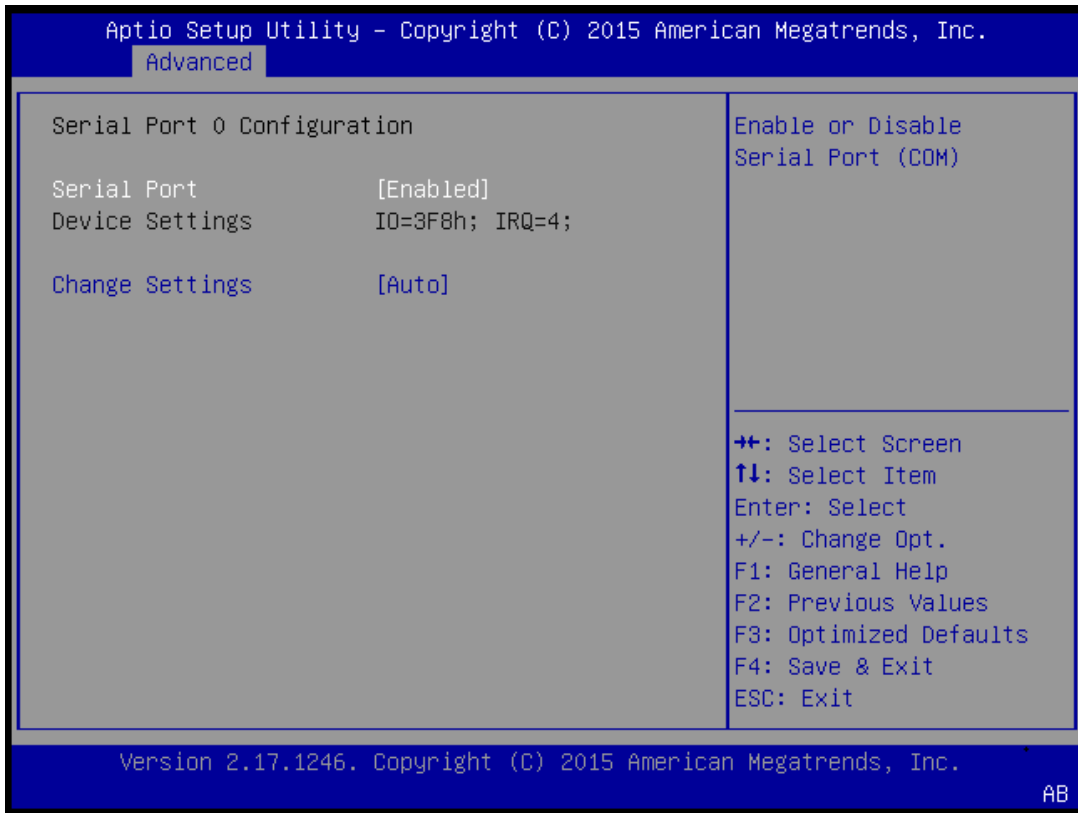 Aptio Setup Utility – Copyright (C) 2015 American Megatrends, Inc.
Advanced
Serial Port 0 Configuration
Serial Port [Enabled]
Device Settings IO=3F8h; IRQ=4;
Change Settings [Auto]
Enable or Disable
Serial Port (COM)
→←: Select Screen
↑↓: Select Item
Enter: Select
+/-: Change Opt.
F1: General Help
F2: Previous Values
F3: Optimized Defaults
F4: Save & Exit
ESC: Exit
Version 2.17.1246. Copyright (C) 2015 American Megatrends, Inc.
AB